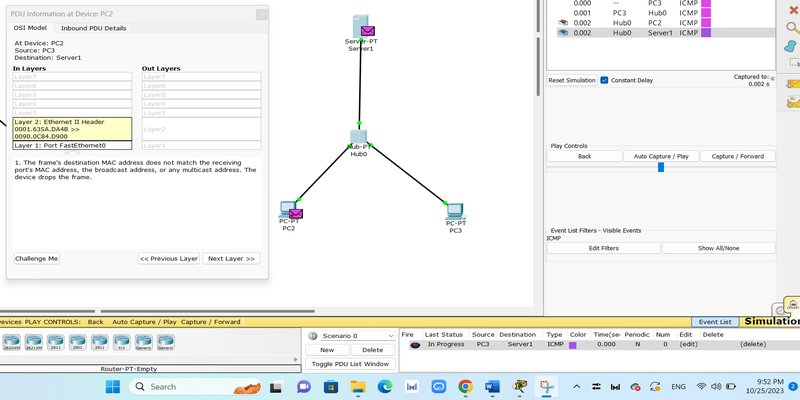 PDU Information at Device: PC2
OSI Model
Inbound PDU Details
At Device: PC2
Source: PC3
Destination: Server1
In Layers
Out Layers
Layer7
Layer6
Layer5
Layer4
Layer3
Layer 2: Ethernet II Header
0001.635A.DA4B >>
0090.0C84.D900
Layer 1: Port FastEthernet0
Layer7
Layer6
Layer5
Layer4
Layer3
Layer2
Layer1
1. The frame's destination MAC address does not match the receiving
port's MAC address, the broadcast address, or any multicast address. The
device drops the frame.
Challenge Me
<< Previous Layer
Next Layer >>
Server-PT
Server1
Hub-PT
Hub0
PC-PT
PC2
PC-PT
PC3
0.000 -- PC3 ICMP
0.001 PC3 Hub0 ICMP
0.002 Hub0 PC2 ICMP
0.002 Hub0 Server1 ICMP
Reset Simulation
Constant Delay
Captured to:
0.002 s
Play Controls
Back
Auto Capture / Play
Capture / Forward
Event List Filters - Visible Events
ICMP
Edit Filters
Show All/None
Event List
Simulation
Devices PLAY CONTROLS: Back Auto Capture / Play Capture / Forward
2811
2901
2911
Generic
Generic
Router-PT-Empty
Scenario 0
New
Delete
Toggle PDU List Window
Fire Last Status Source Destination Type Color Time(sec Periodic Num Edit Delete
In Progress PC3 Server1 ICMP 0.000 N 0 (edit) (delete)
Search
ENG
9:52 PM
10/25/2023
2